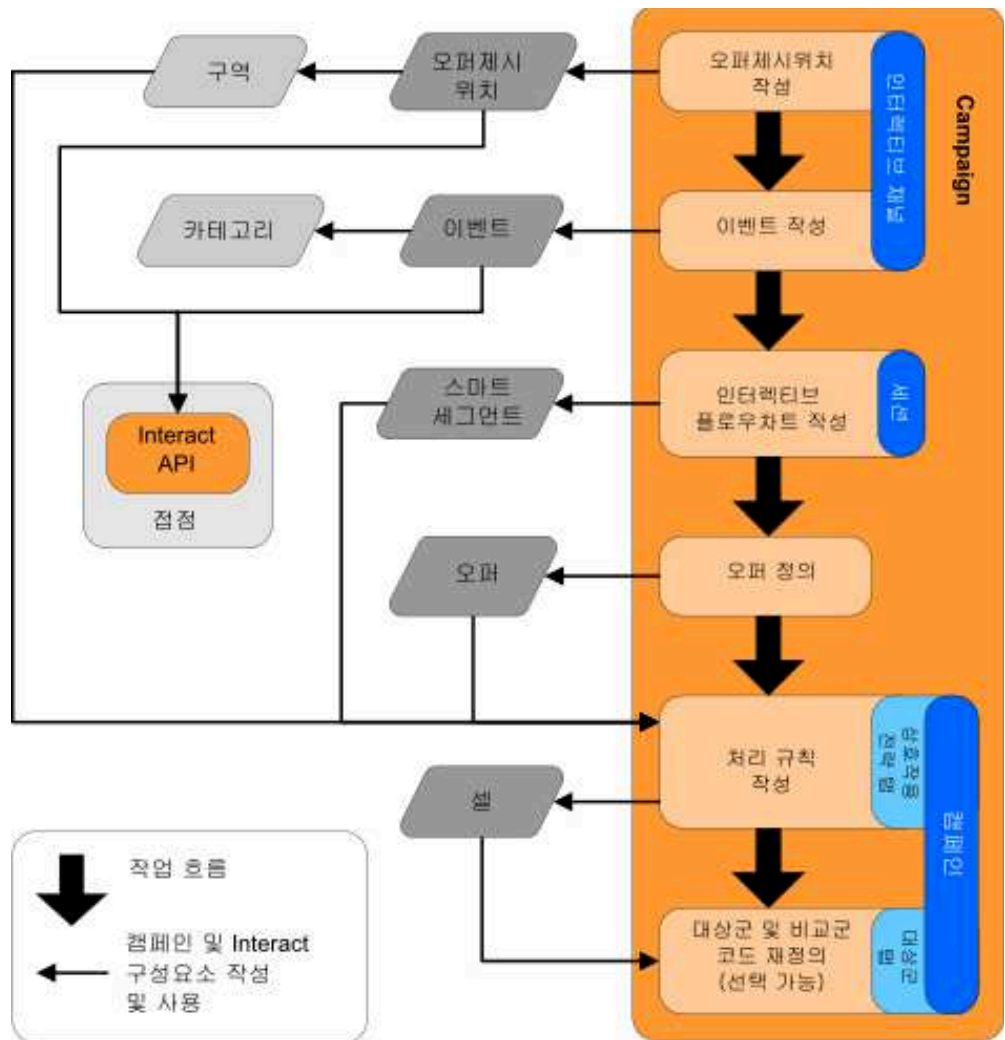 구역
오퍼제시
위치
오퍼제시위치
작성
인터랙티브 채널
Campaign
카테고리
이벤트
이벤트 작성
스마트
세그먼트
인터렉티브
플로우차트 작성
세션
Interact
API
접점
오퍼
오퍼 정의
처리 규칙
작성
상호작용
전략 탭
캠페인
셀
대상군 및 비교군
코드 재정의
(선택 가능)
대상군
탭
작업 흐름
캠페인 및 Interact
구성요소 작성
및 사용